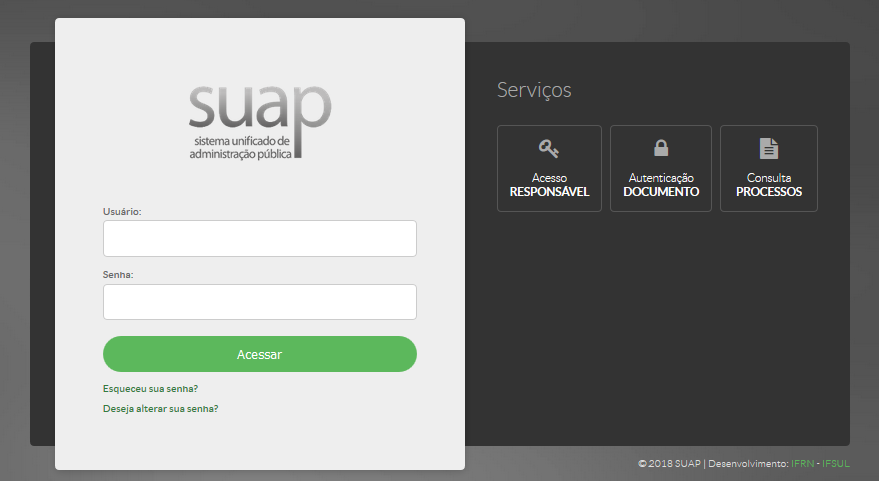 suap
sistema unificado de
administração pública
Usuário:
Senha:
Acessar
Esqueceu sua senha?
Deseja alterar sua senha?
Serviços
Acesso
RESPONSÁVEL
Autenticação
DOCUMENTO
Consulta
PROCESSOS
© 2018 SUAP | Desenvolvimento: IFRN - IFSUL